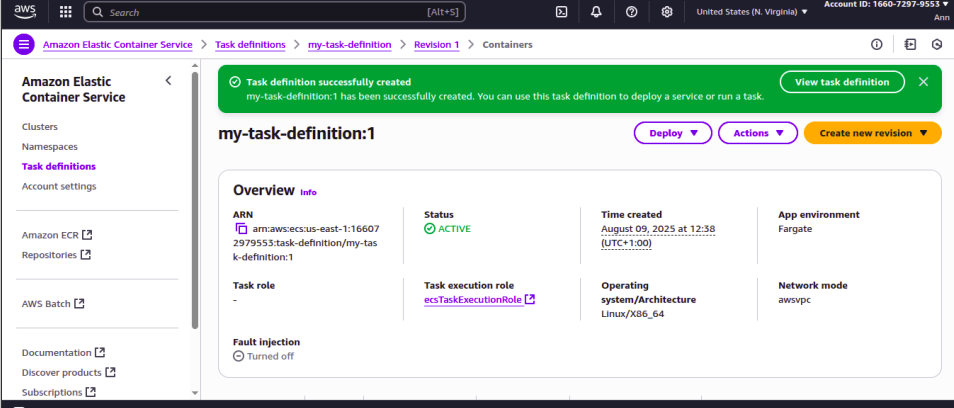 aws
Search
[Alt+S]
United States (N. Virginia)
Account ID: 1660-7297-9553
Ann
Amazon Elastic Container Service > Task definitions > my-task-definition > Revision 1 > Containers
Amazon Elastic
Container Service
Clusters
Namespaces
Task definitions
Account settings
Amazon ECR
Repositories
AWS Batch
Documentation
Discover products
Subscriptions
Task definition successfully created
my-task-definition:1 has been successfully created. You can use this task definition to deploy a service or run a task.
View task definition
my-task-definition:1
Deploy
Actions
Create new revision
Overview Info
ARN
arn:aws:ecs:us-east-1:16607
2979553:task-definition/my-tas
k-definition:1
Status
ACTIVE
Time created
August 09, 2025 at 12:38
(UTC+1:00)
App environment
Fargate
Task role
-
Task execution role
ecsTaskExecutionRole
Operating
system/Architecture
Linux/X86_64
Network mode
awsvpc
Fault injection
Turned off